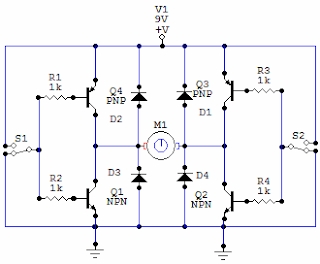 V1
9V
+V
R1
1k
Q4
PNP
Q3
PNP
R3
1k
D2
D1
S1
M1
S2
R2
1k
D3
D4
R4
1k
Q1
NPN
Q2
NPN